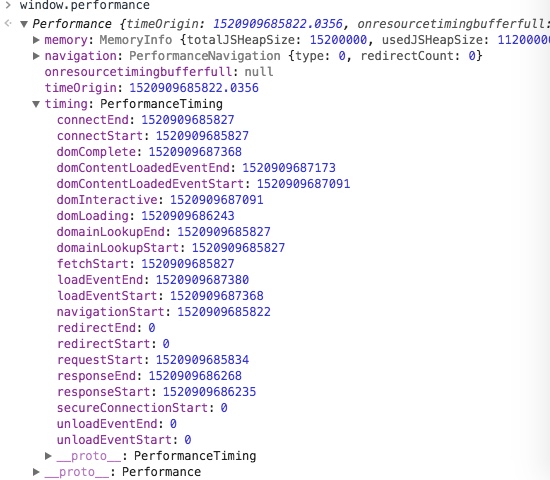 > window.performance
Performance {timeOrigin: 1520909685822.0356, onresourcetimingbufferfull:
memory: MemoryInfo {totalJSHeapSize: 15200000, usedJSHeapSize: 1120000
navigation: PerformanceNavigation {type: 0, redirectCount: 0}
onresourcetimingbufferfull: null
timeOrigin: 1520909685822.0356
timing: PerformanceTiming
connectEnd: 1520909685827
connectStart: 1520909685827
domComplete: 1520909687368
domContentLoadedEventEnd: 1520909687173
domContentLoadedEventStart: 1520909687091
domInteractive: 1520909687091
domLoading: 1520909686243
domainLookupEnd: 1520909685827
domainLookupStart: 1520909685827
fetchStart: 1520909685827
loadEventEnd: 1520909687380
loadEventStart: 1520909687368
navigationStart: 1520909685822
redirectEnd: 0
redirectStart: 0
requestStart: 1520909685834
responseEnd: 1520909686268
responseStart: 1520909686235
secureConnectionStart: 0
unloadEventEnd: 0
unloadEventStart: 0
__proto__: PerformanceTiming
__proto__: Performance